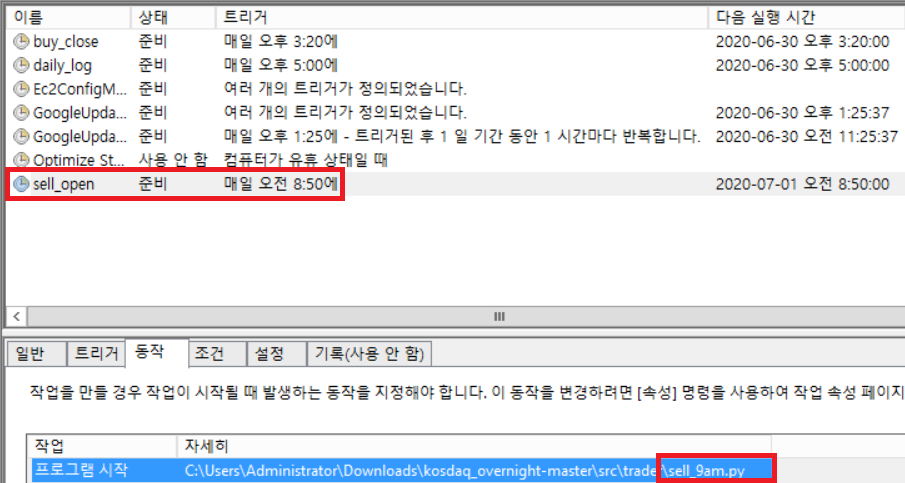 이름 상태 트리거 다음 실행 시간
buy_close 준비 매일 오후 3:20에 2020-06-30 오후 3:20:00
daily_log 준비 매일 오후 5:00에 2020-06-30 오후 5:00:00
Ec2ConfigM... 준비 여러 개의 트리거가 정의되었습니다.
GoogleUpda... 준비 여러 개의 트리거가 정의되었습니다. 2020-06-30 오후 1:25:37
GoogleUpda... 준비 매일 오후 1:25에 - 트리거된 후 1 일 기간 동안 1 시간마다 반복합니다. 2020-06-30 오전 11:25:37
Optimize St... 사용 안 함 컴퓨터가 유휴 상태일 때
sell_open 준비 매일 오전 8:50에 2020-07-01 오전 8:50:00
일반 트리거 동작 조건 설정 기록(사용 안 함)
작업을 만들 경우 작업이 시작될 때 발생하는 동작을 지정해야 합니다. 이 동작을 변경하려면 [속성] 명령을 사용하여 작업 속성 페이지
작업 자세히
프로그램 시작 C:\Users\Administrator\Downloads\kosdaq_overnight-master\src\trader\sell_9am.py